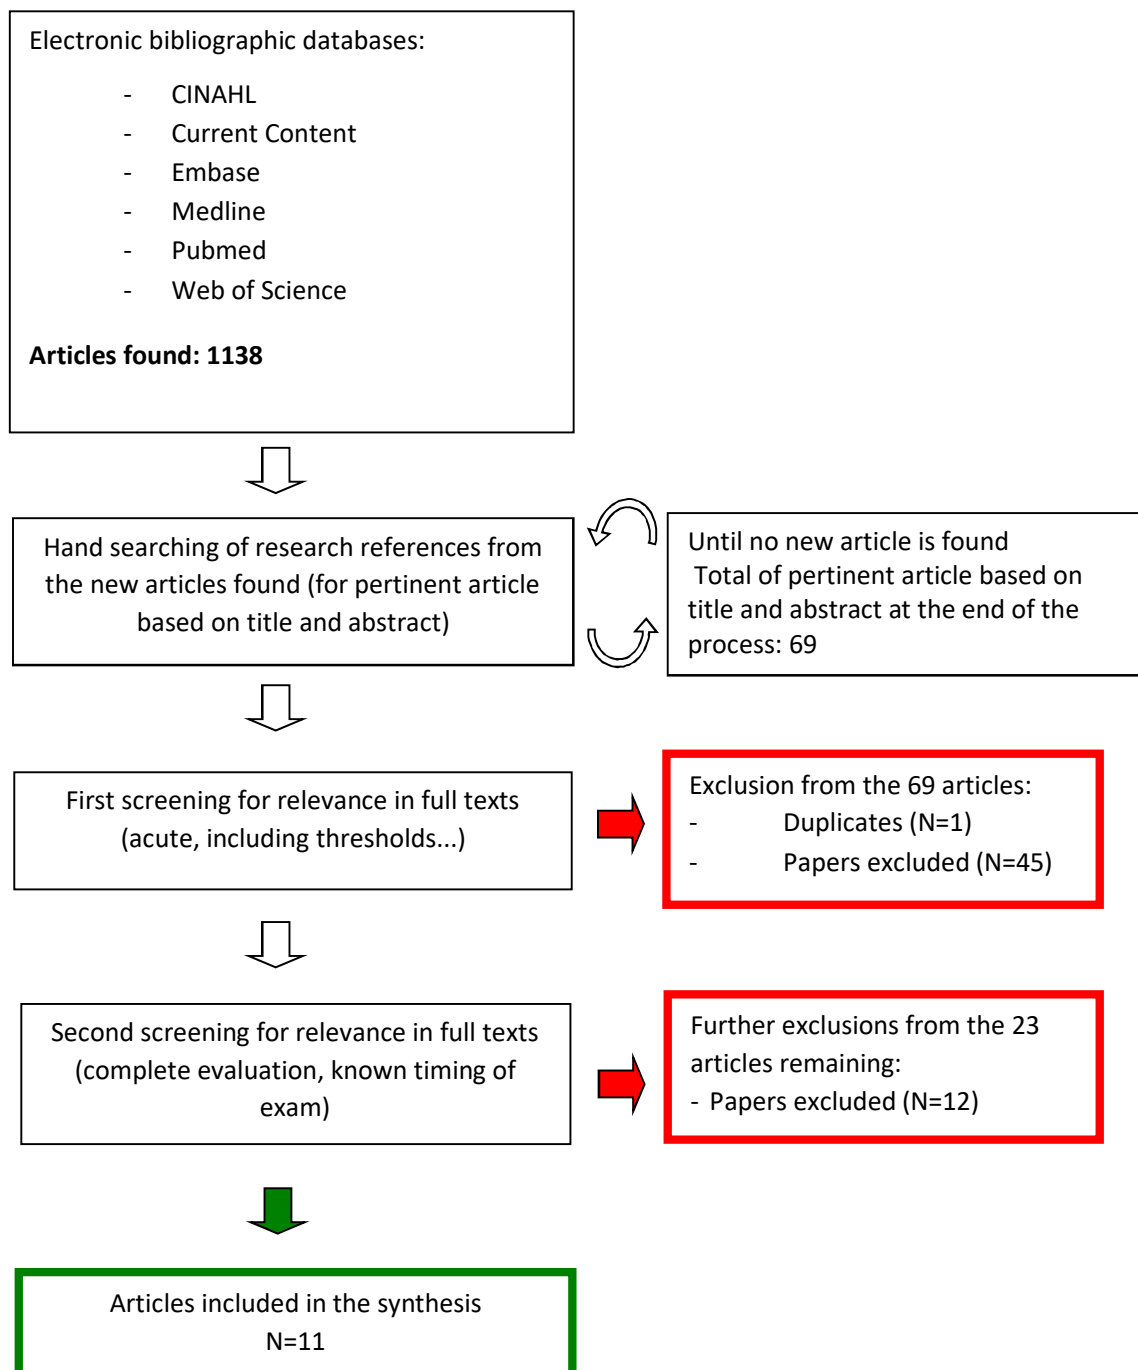 Electronic bibliographic databases:
- CINAHL
- Current Content
- Embase
- Medline
- Pubmed
- Web of Science
Articles found: 1138
Hand searching of research references from
the new articles found (for pertinent article
based on title and abstract)
Until no new article is found
Total of pertinent article based on
title and abstract at the end of the
process: 69
First screening for relevance in full texts
(acute, including thresholds...)
Exclusion from the 69 articles:
- Duplicates (N=1)
- Papers excluded (N=45)
Second screening for relevance in full texts
(complete evaluation, known timing of
exam)
Further exclusions from the 23
articles remaining:
- Papers excluded (N=12)
Articles included in the synthesis
N=11